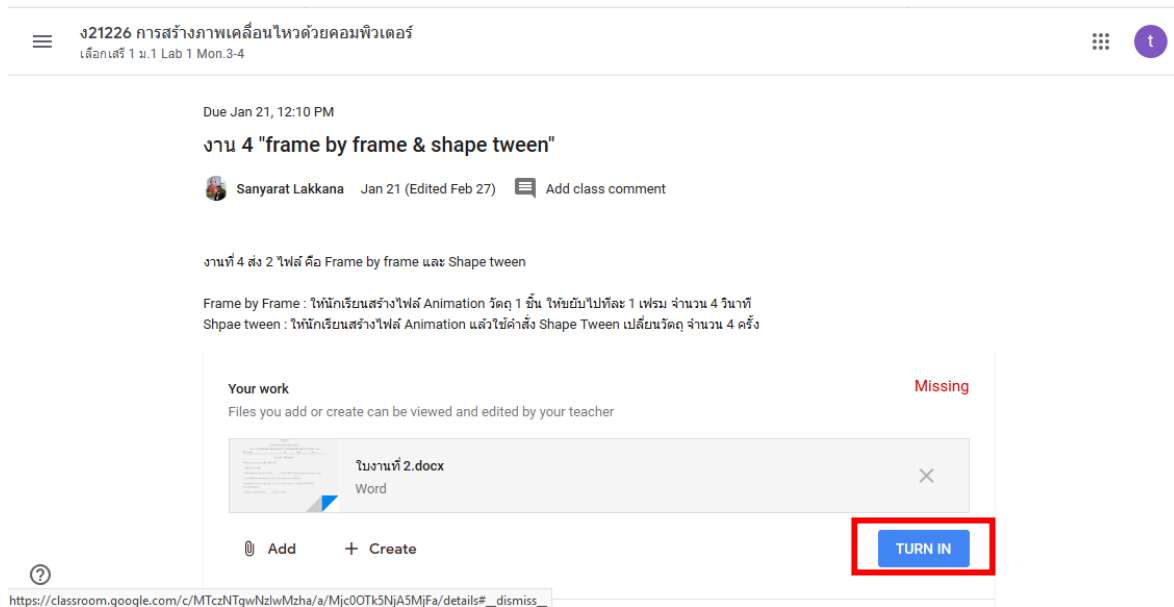 ง21226 การสร้างภาพเคลื่อนไหวด้วยคอมพิวเตอร์
เลือกเสรี 1 ม.1 Lab 1 Mon.3-4
t
Due Jan 21, 12:10 PM
งาน 4 "frame by frame & shape tween"
Sanyarat Lakkana Jan 21 (Edited Feb 27) Add class comment
งานที่ 4 ส่ง 2 ไฟล์ คือ Frame by frame และ Shape tween
Frame by Frame : ให้นักเรียนสร้างไฟล์ Animation วัตถุ 1 ชิ้น ให้ขยับไปทีละ 1 เฟรม จำนวน 4 วินาที
Shpae tween : ให้นักเรียนสร้างไฟล์ Animation แล้วใช้คำสั่ง Shape Tween เปลี่ยนวัตถุ จำนวน 4 ครั้ง
Your work Missing
Files you add or create can be viewed and edited by your teacher
ใบงานที่ 2.docx
Word
Add + Create TURN IN
https://classroom.google.com/c/MTczNTgwNzIwMzha/a/Mjc0OTk5NjA5MjFa/details#__dismiss__